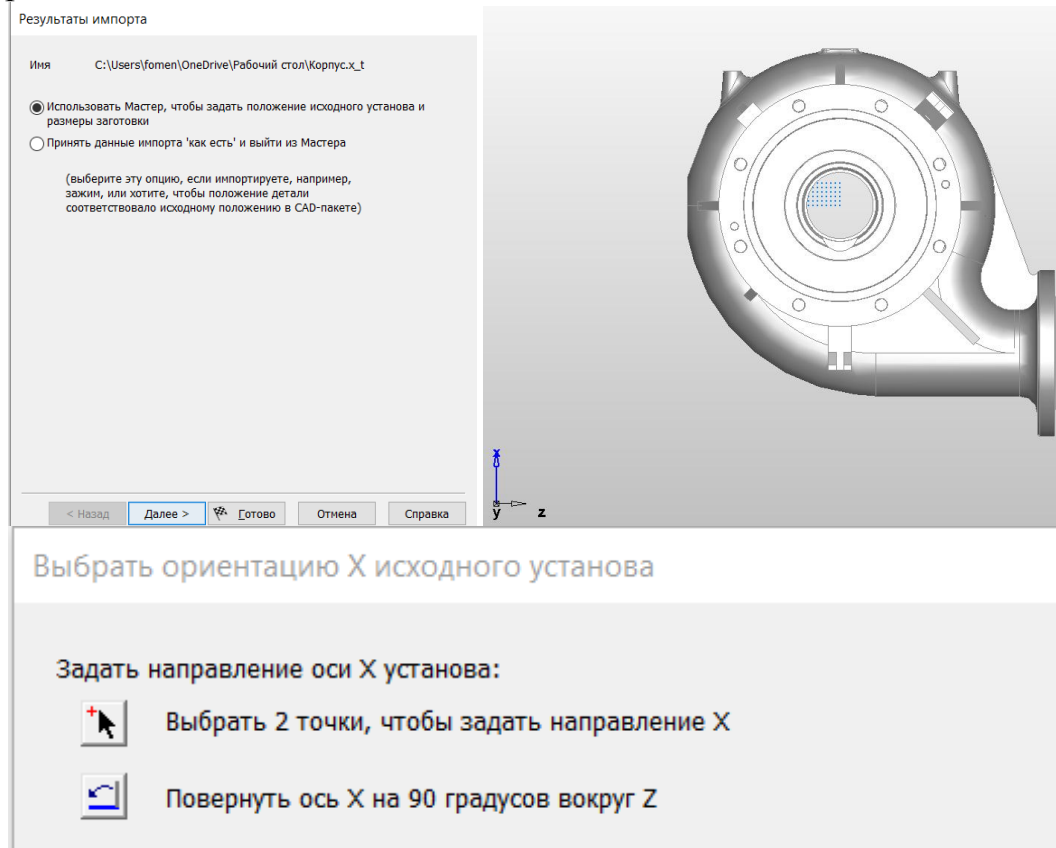 Результаты импорта
Имя C:\Users\fomen\OneDrive\Рабочий стол\Корпус.x_t
Использовать Мастер, чтобы задать положение исходного установа и
размеры заготовки
Принять данные импорта 'как есть' и выйти из Мастера
(выберите эту опцию, если импортируете, например,
зажим, или хотите, чтобы положение детали
соответствовало исходному положению в CAD-пакете)
< Назад Далее > Готово Отмена Справка
x
y z
Выбрать ориентацию X исходного установа
Задать направление оси X установа:
Выбрать 2 точки, чтобы задать направление X
Повернуть ось X на 90 градусов вокруг Z